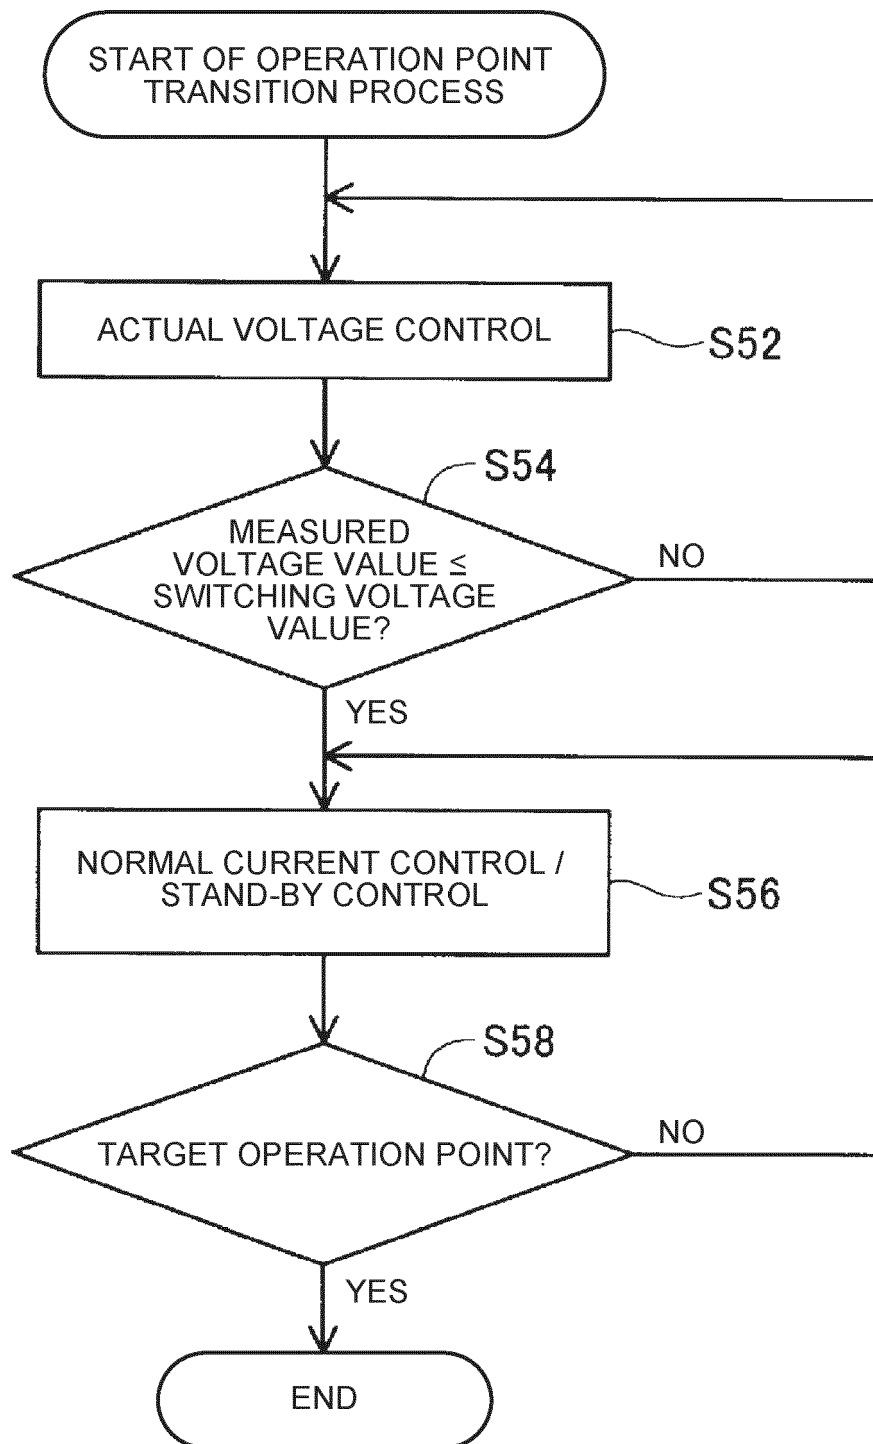 START OF OPERATION POINT
TRANSITION PROCESS
ACTUAL VOLTAGE CONTROL
S52
S54
MEASURED
VOLTAGE VALUE ≤
SWITCHING VOLTAGE
VALUE?
NO
YES
NORMAL CURRENT CONTROL /
STAND-BY CONTROL
S56
S58
TARGET OPERATION POINT?
NO
YES
END